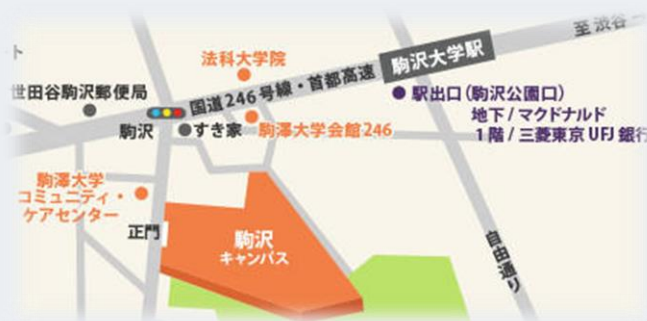 至 渋谷
ト
法科大学院
駒沢大学駅
世田谷駒沢郵便局
国道246号線・首都高速
駅出口（駒沢公園口）
地下 / マクドナルド
1階 / 三菱東京UFJ銀行
駒沢
すき家
駒澤大学会館246
駒澤大学
コミュニティ・
ケアセンター
正門
駒沢
キャンパス
自由通り